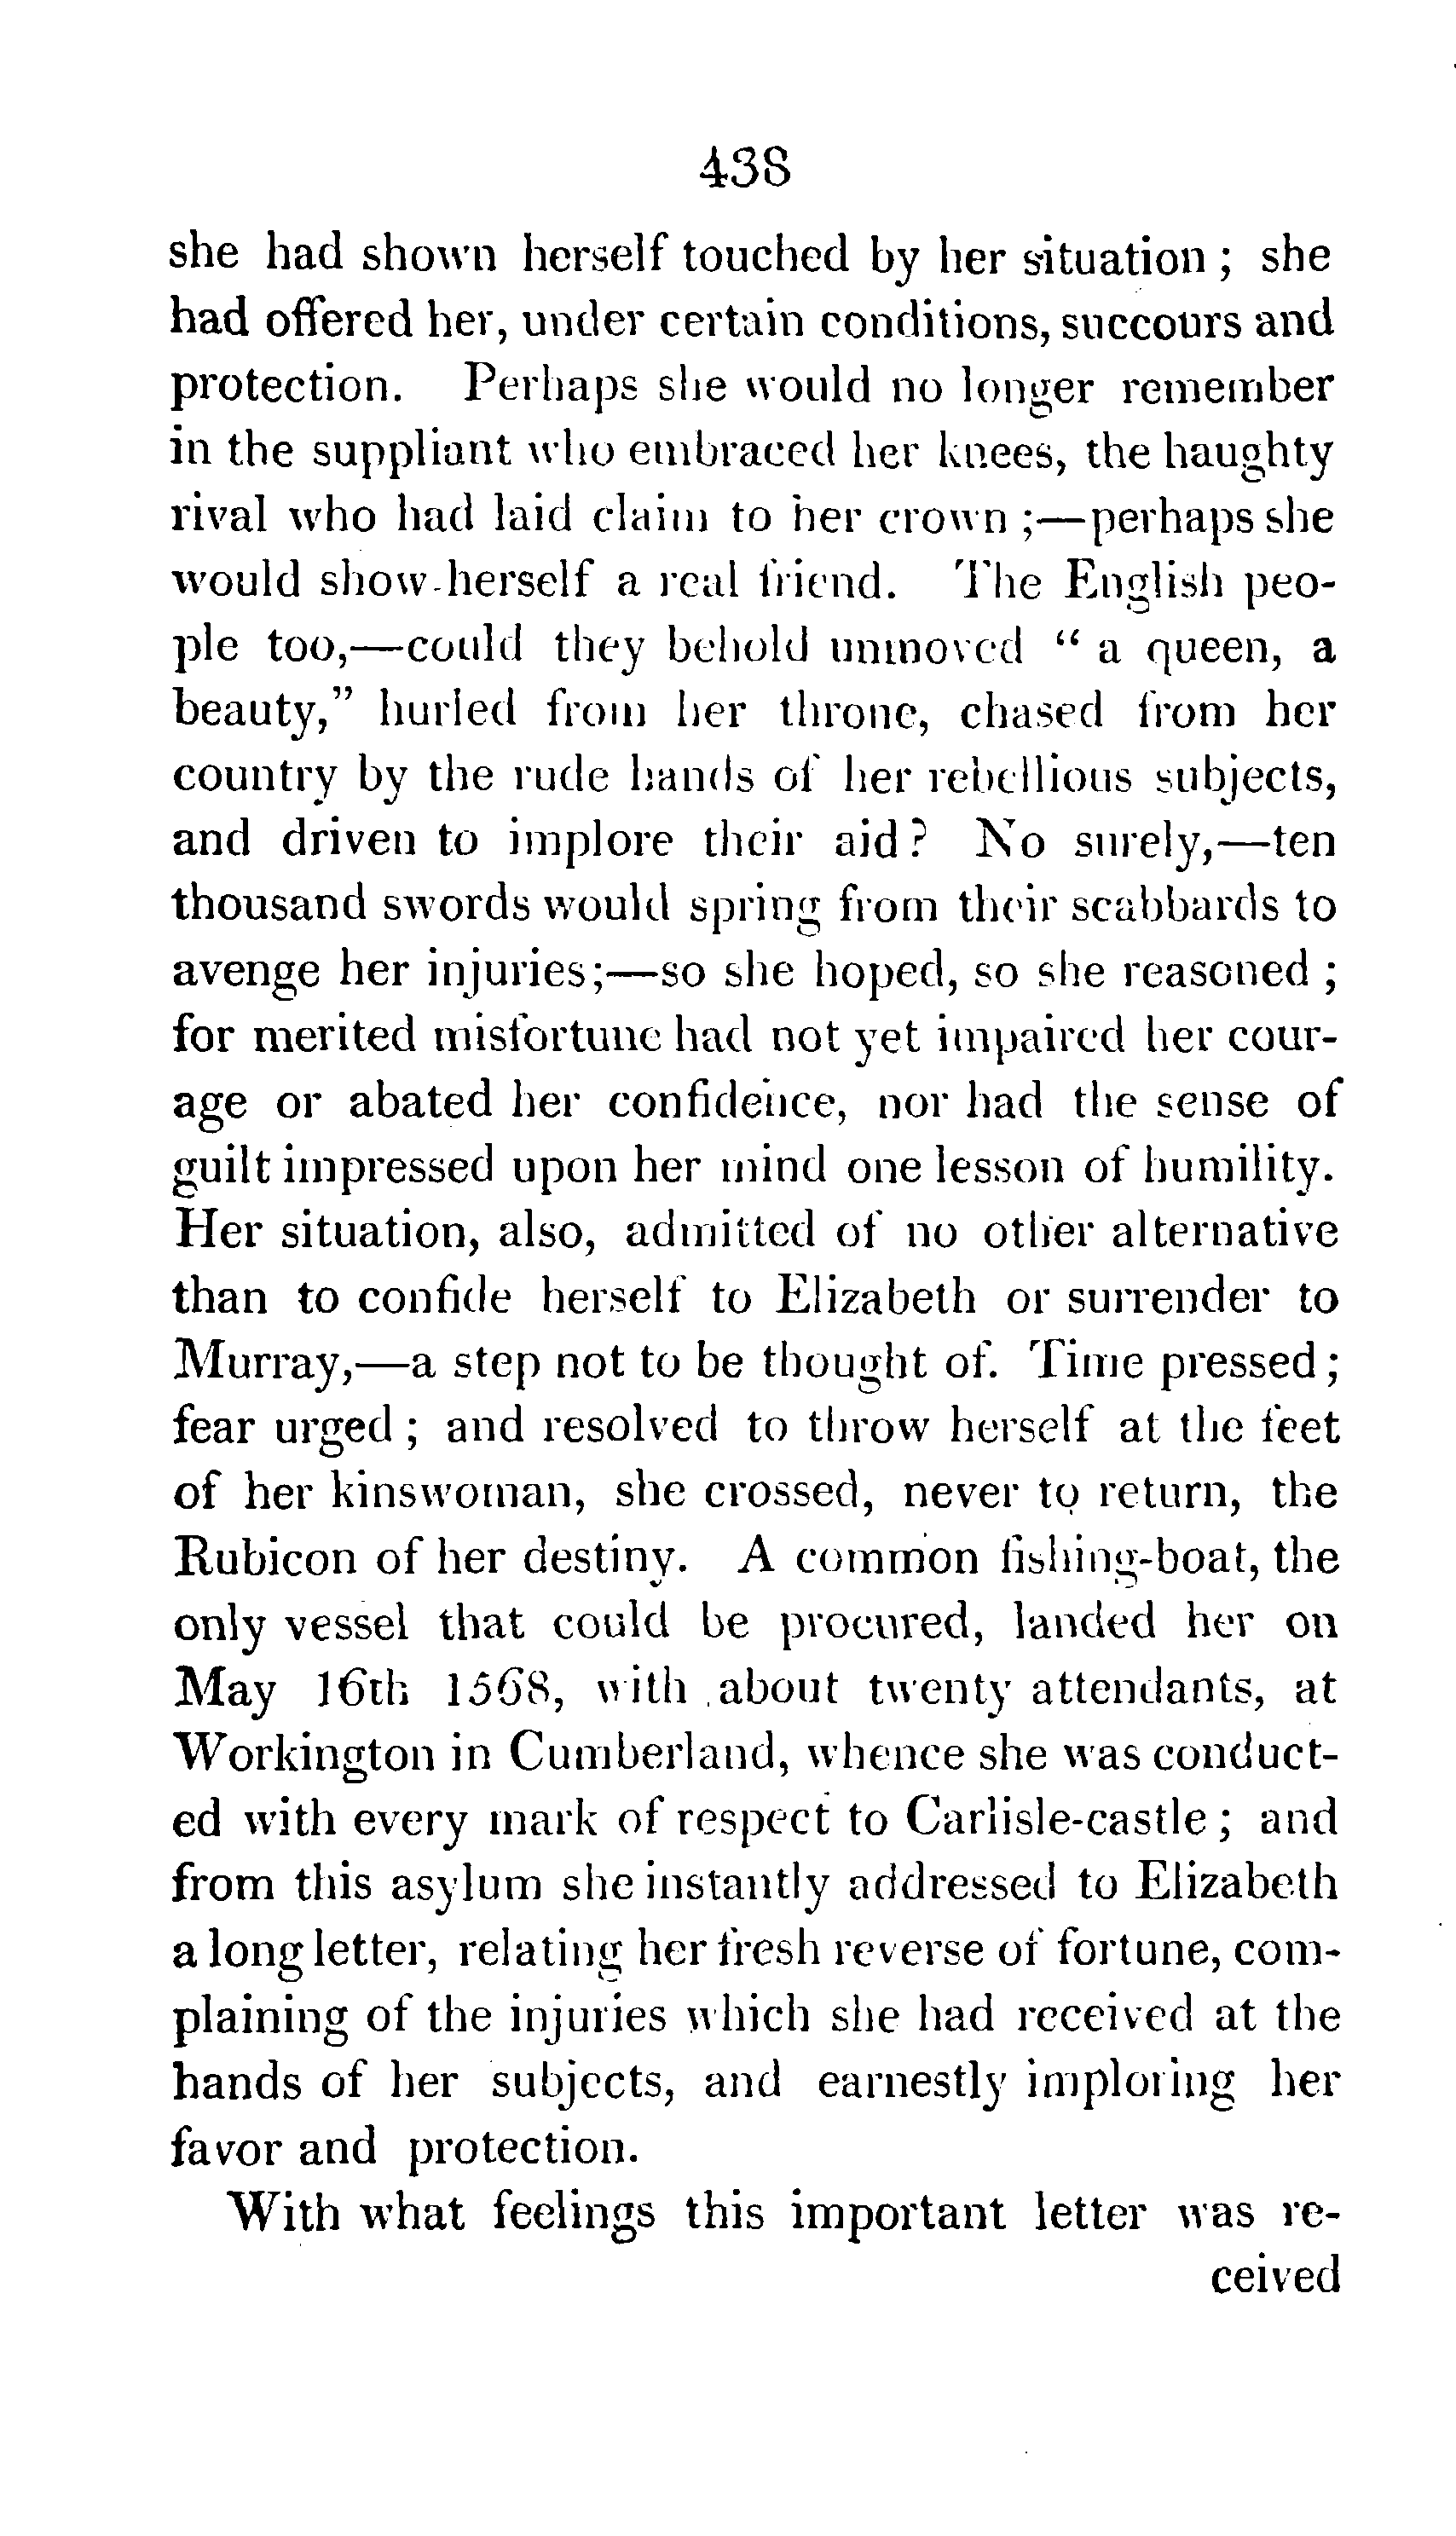 438
she had shown herself touched by her situation ; she
had offered her, under certain conditions, succours and
protection. Perhaps she would no longer remember
in the suppliant who embraced her knees, the haughty
rival who had laid claim to her crown ;—perhaps she
would show herself a real friend. The English peo-
ple too,—could they behold unmoved “ a queen, a
beauty,” hurled from her throne, chased from her
country by the rude hands of her rebellious subjects,
and driven to implore their aid ? No surely,—ten
thousand swords would spring from their scabbards to
avenge her injuries;—so she hoped, so she reasoned ;
for merited misfortune had not yet impaired her cour-
age or abated her confidence, nor had the sense of
guilt impressed upon her mind one lesson of humility.
Her situation, also, admitted of no other alternative
than to confide herself to Elizabeth or surrender to
Murray,—a step not to be thought of. Time pressed ;
fear urged ; and resolved to throw herself at the feet
of her kinswoman, she crossed, never to return, the
Rubicon of her destiny. A common fishing-boat, the
only vessel that could be procured, landed her on
May 16th 1568, with about twenty attendants, at
Workington in Cumberland, whence she was conduct-
ed with every mark of respect to Carlisle-castle ; and
from this asylum she instantly addressed to Elizabeth
a long letter, relating her fresh reverse of fortune, com-
plaining of the injuries which she had received at the
hands of her subjects, and earnestly imploring her
favor and protection.
With what feelings this important letter was re-
ceived